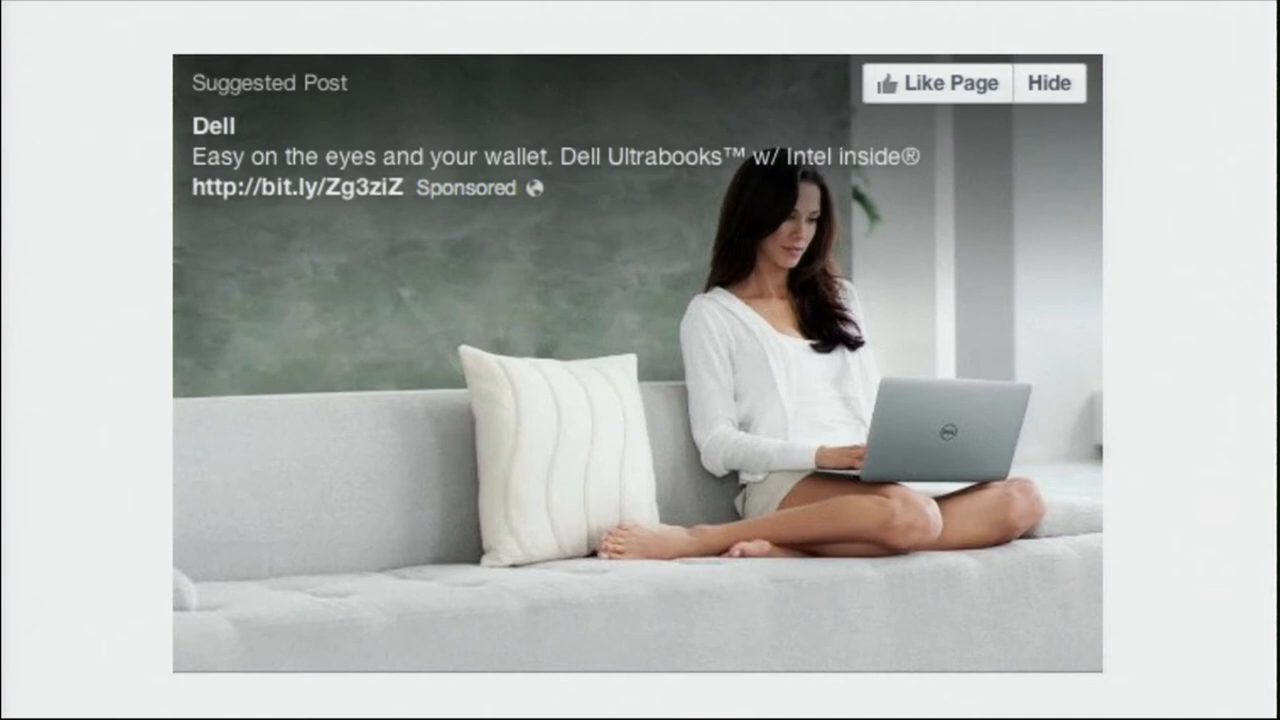 Suggested Post
Like Page Hide
Dell
Easy on the eyes and your wallet. Dell Ultrabooks™ w/ Intel inside®
http://bit.ly/Zg3ziZ Sponsored
DELL